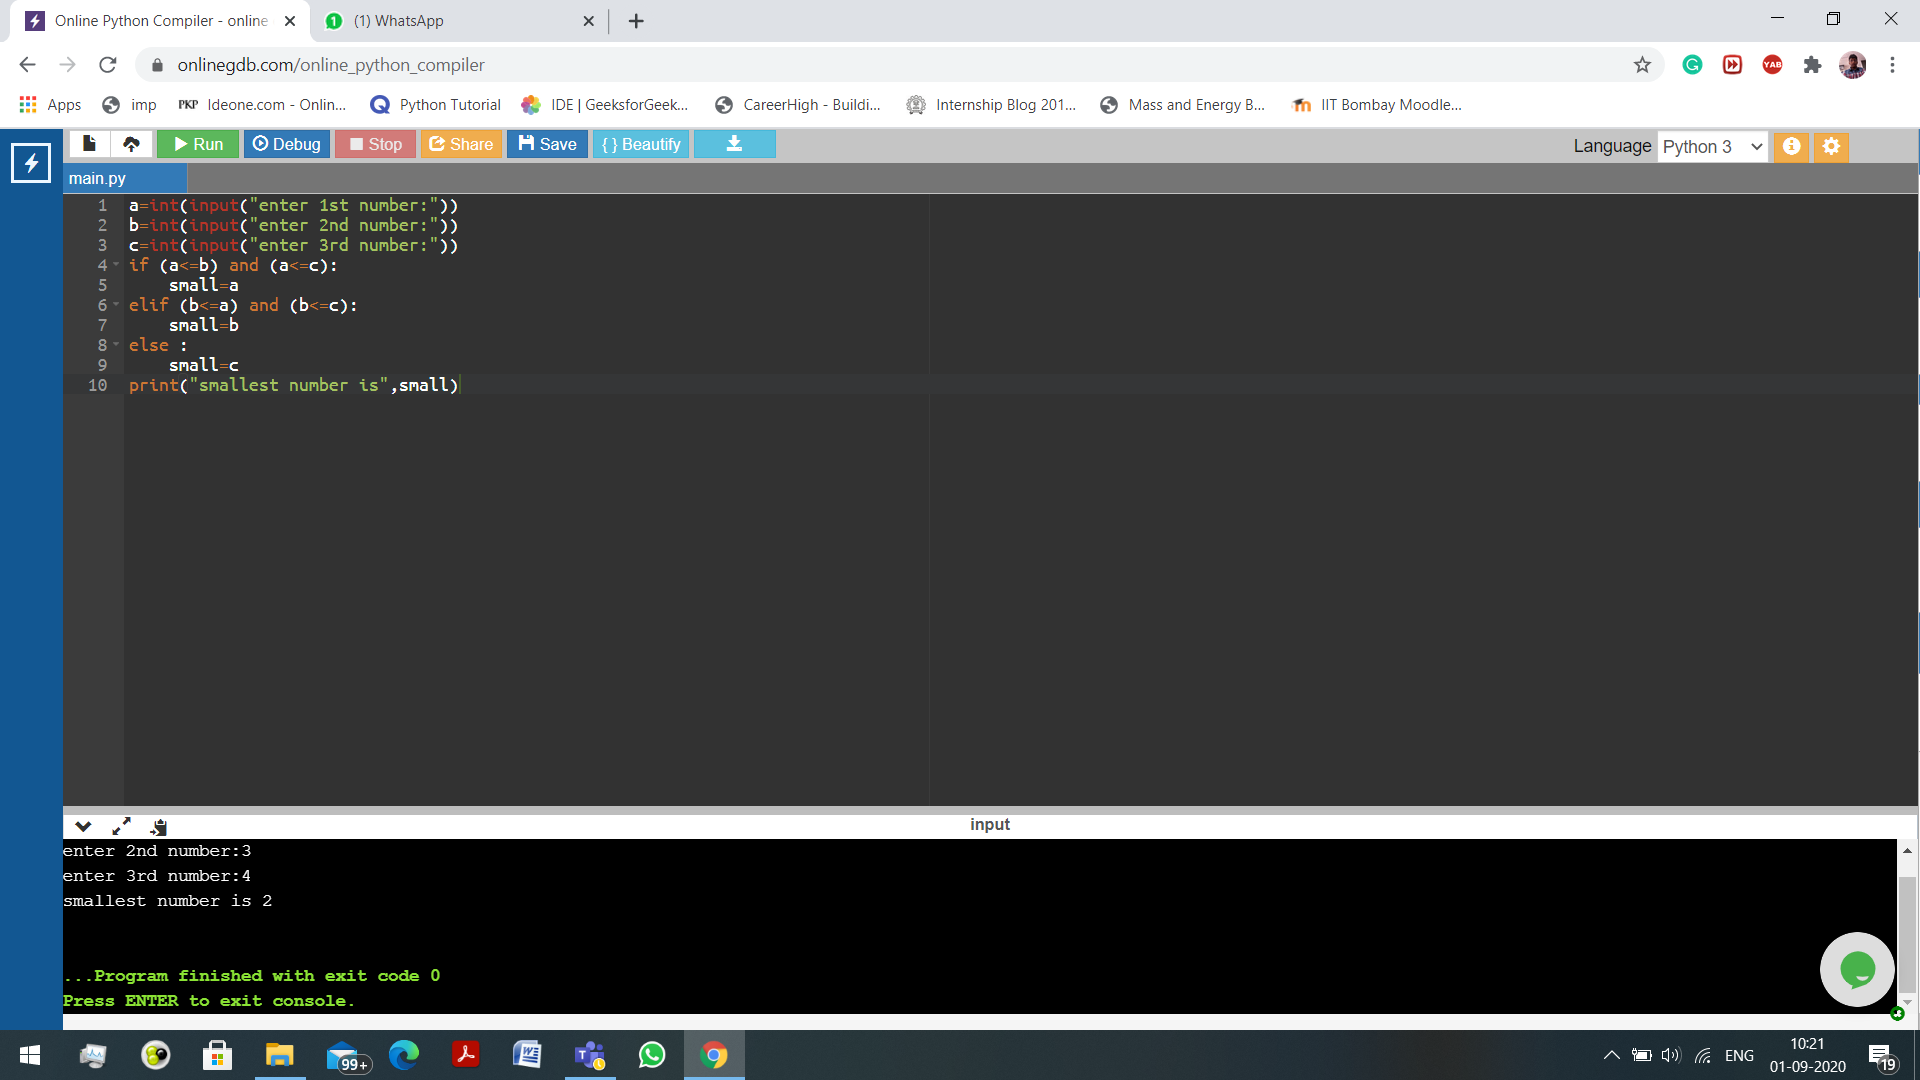 Online Python Compiler - online
(1) WhatsApp
onlinegdb.com/online_python_compiler
YAB
Apps
imp
PKP Ideone.com - Onlin...
Python Tutorial
IDE | GeeksforGeek...
CareerHigh - Buildi...
Internship Blog 201...
Mass and Energy B...
IIT Bombay Moodle...
Run
Debug
Stop
Share
Save
{ } Beautify
Language Python 3
main.py
1 a=int(input("enter 1st number:"))
2 b=int(input("enter 2nd number:"))
3 c=int(input("enter 3rd number:"))
4 if (a<=b) and (a<=c):
5     small=a
6 elif (b<=a) and (b<=c):
7     small=b
8 else :
9     small=c
10 print("smallest number is",small)
input
enter 2nd number:3
enter 3rd number:4
smallest number is 2
...Program finished with exit code 0
Press ENTER to exit console.
99+
ENG
10:21
01-09-2020
19